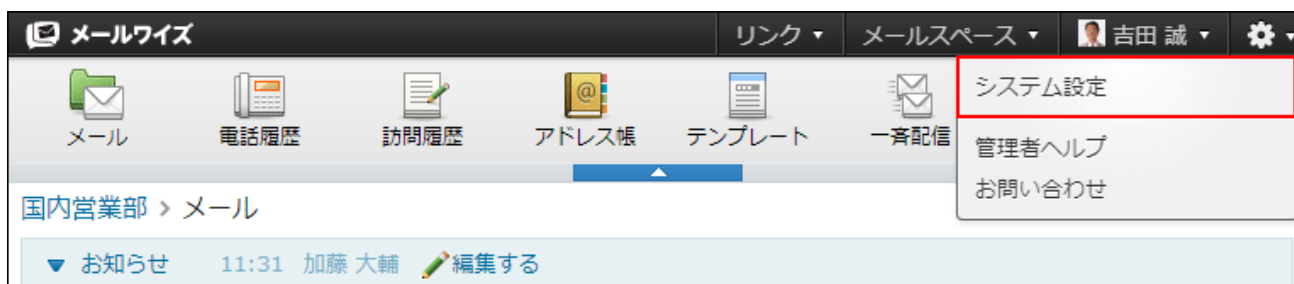 メールワイズ リンク ▼ メールスペース ▼ 吉田 誠 ▼
メール 電話履歴 訪問履歴 アドレス帳 テンプレート 一斉配信
システム設定
管理者ヘルプ
お問い合わせ
国内営業部 > メール
▼ お知らせ 11:31 加藤 大輔 編集する